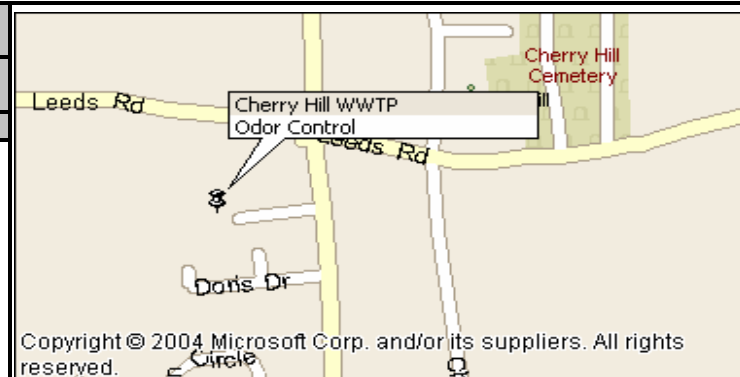 Cherry Hill
Cemetery
Leeds Rd
Cherry Hill WWTP
Odor Control
Leeds Rd
Doris Dr
Copyright © 2004 Microsoft Corp. and/or its suppliers. All rights
reserved.
Circle